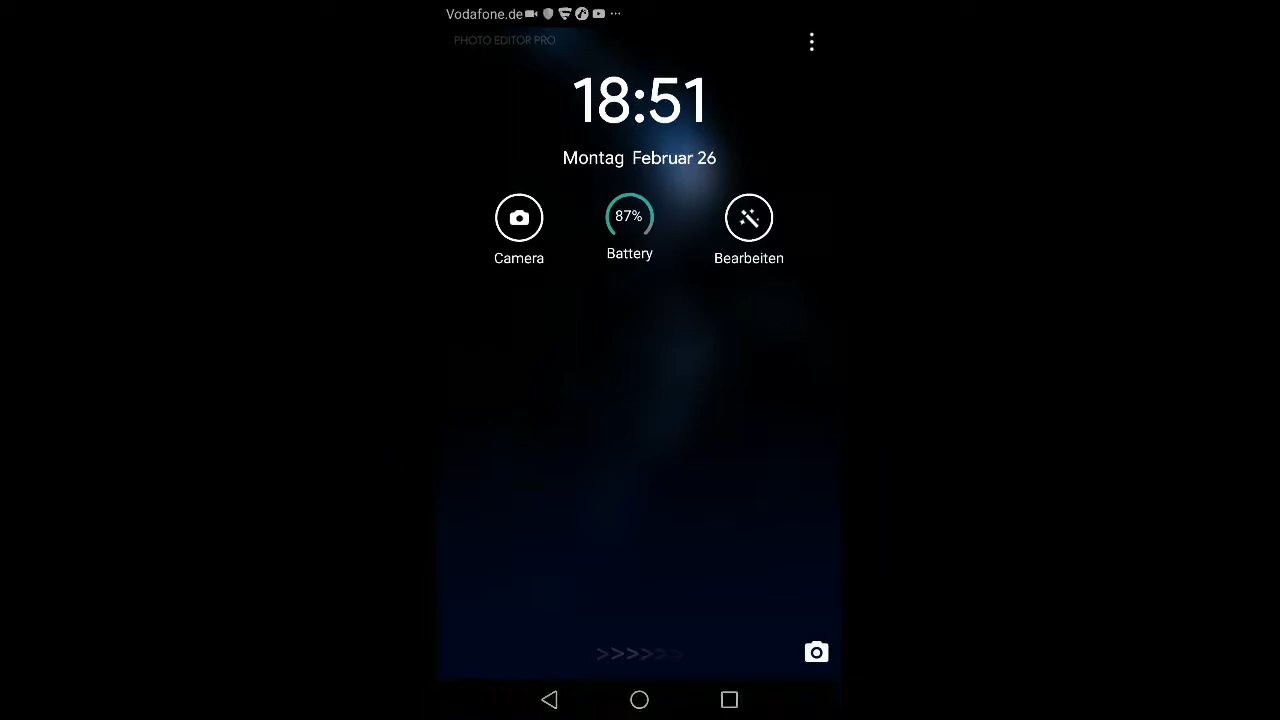 Vodafone.de
PHOTO EDITOR PRO
18:51
Montag Februar 26
87%
Camera
Battery
Bearbeiten
>>>>>>